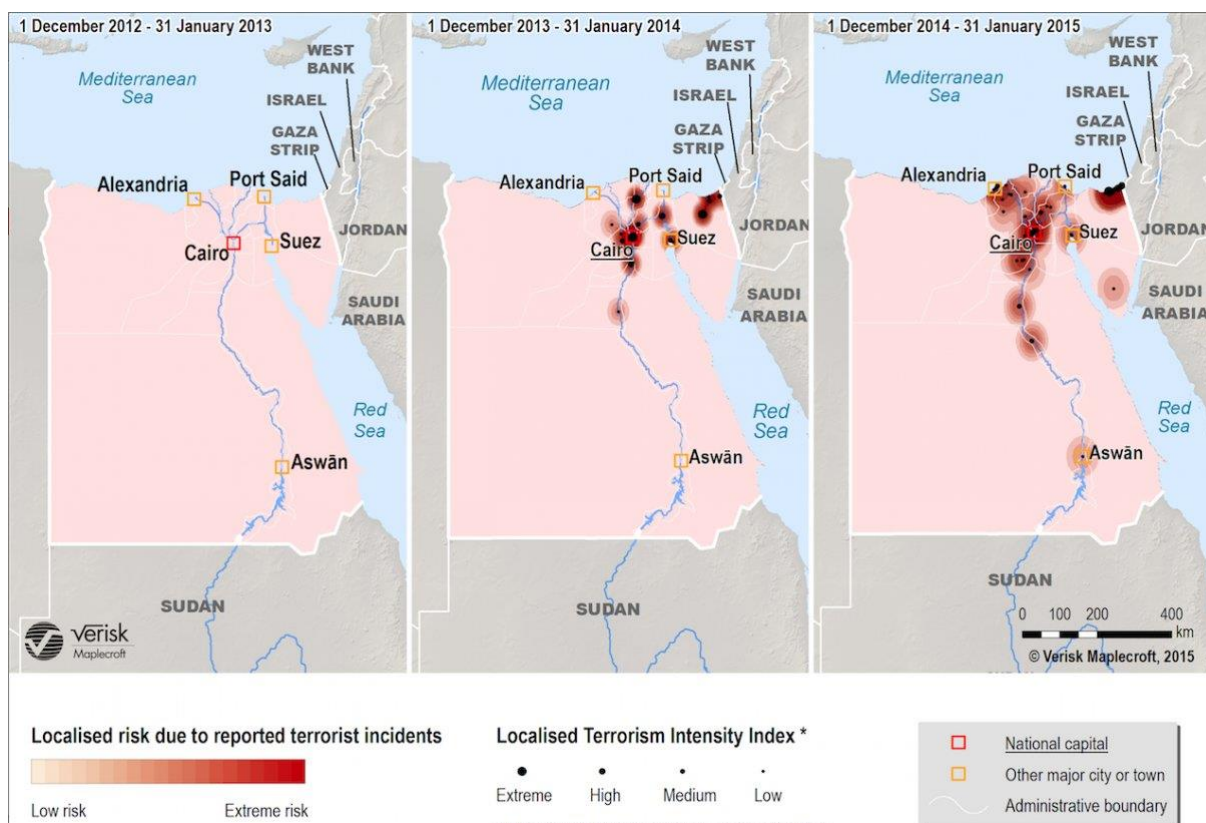 1 December 2012 - 31 January 2013
Mediterranean
Sea
WEST
BANK
ISRAEL
GAZA
STRIP
Alexandria
Port Said
Cairo
Suez
JORDAN
SAUDI
ARABIA
Red
Sea
Aswān
SUDAN
verisk
Maplecroft
1 December 2013 - 31 January 2014
Mediterranean
Sea
WEST
BANK
ISRAEL
GAZA
STRIP
Alexandria
Port Said
Cairo
Suez
JORDAN
SAUDI
ARABIA
Red
Sea
Aswān
SUDAN
1 December 2014 - 31 January 2015
Mediterranean
Sea
WEST
BANK
ISRAEL
GAZA
STRIP
Alexandria
Port Said
Cairo
Suez
JORDAN
SAUDI
ARABIA
Red
Sea
Aswān
SUDAN
0 100 200 400
km
© Verisk Maplecroft, 2015
Localised risk due to reported terrorist incidents
Low risk Extreme risk
Localised Terrorism Intensity Index *
Extreme High Medium Low
National capital
Other major city or town
Administrative boundary